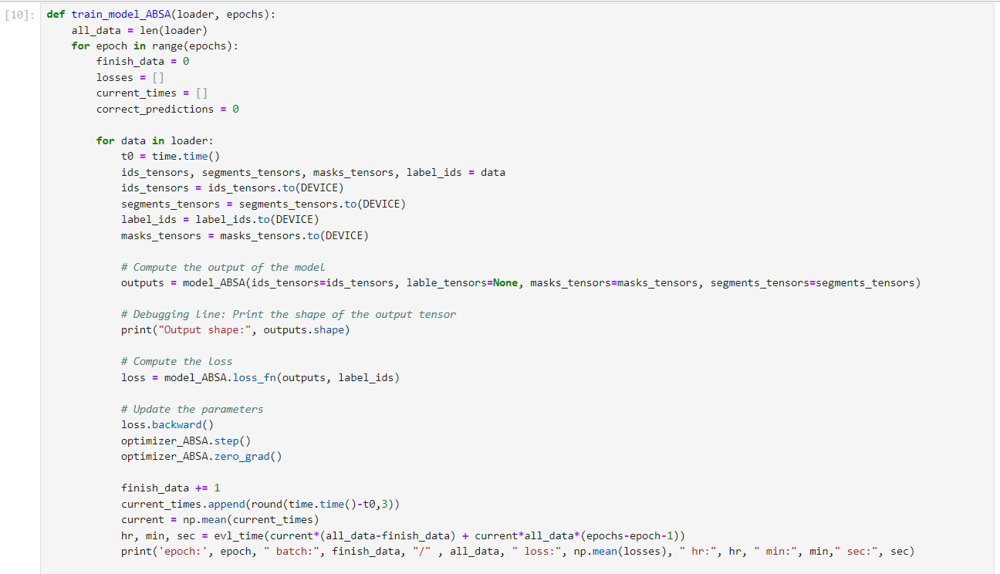 [10]: def train_model_ABSA(loader, epochs):
    all_data = len(loader)
    for epoch in range(epochs):
        finish_data = 0
        losses = []
        current_times = []
        correct_predictions = 0

        for data in loader:
            t0 = time.time()
            ids_tensors, segments_tensors, masks_tensors, label_ids = data
            ids_tensors = ids_tensors.to(DEVICE)
            segments_tensors = segments_tensors.to(DEVICE)
            label_ids = label_ids.to(DEVICE)
            masks_tensors = masks_tensors.to(DEVICE)

            # Compute the output of the model
            outputs = model_ABSA(ids_tensors=ids_tensors, lable_tensors=None, masks_tensors=masks_tensors, segments_tensors=segments_tensors)

            # Debugging line: Print the shape of the output tensor
            print("Output shape:", outputs.shape)

            # Compute the loss
            loss = model_ABSA.loss_fn(outputs, label_ids)

            # Update the parameters
            loss.backward()
            optimizer_ABSA.step()
            optimizer_ABSA.zero_grad()

            finish_data += 1
            current_times.append(round(time.time()-t0,3))
            current = np.mean(current_times)
            hr, min, sec = evl_time(current*(all_data-finish_data) + current*all_data*(epochs-epoch-1))
            print('epoch:', epoch, " batch:", finish_data, "/" , all_data, " loss:", np.mean(losses), " hr:", hr, " min:", min," sec:", sec)